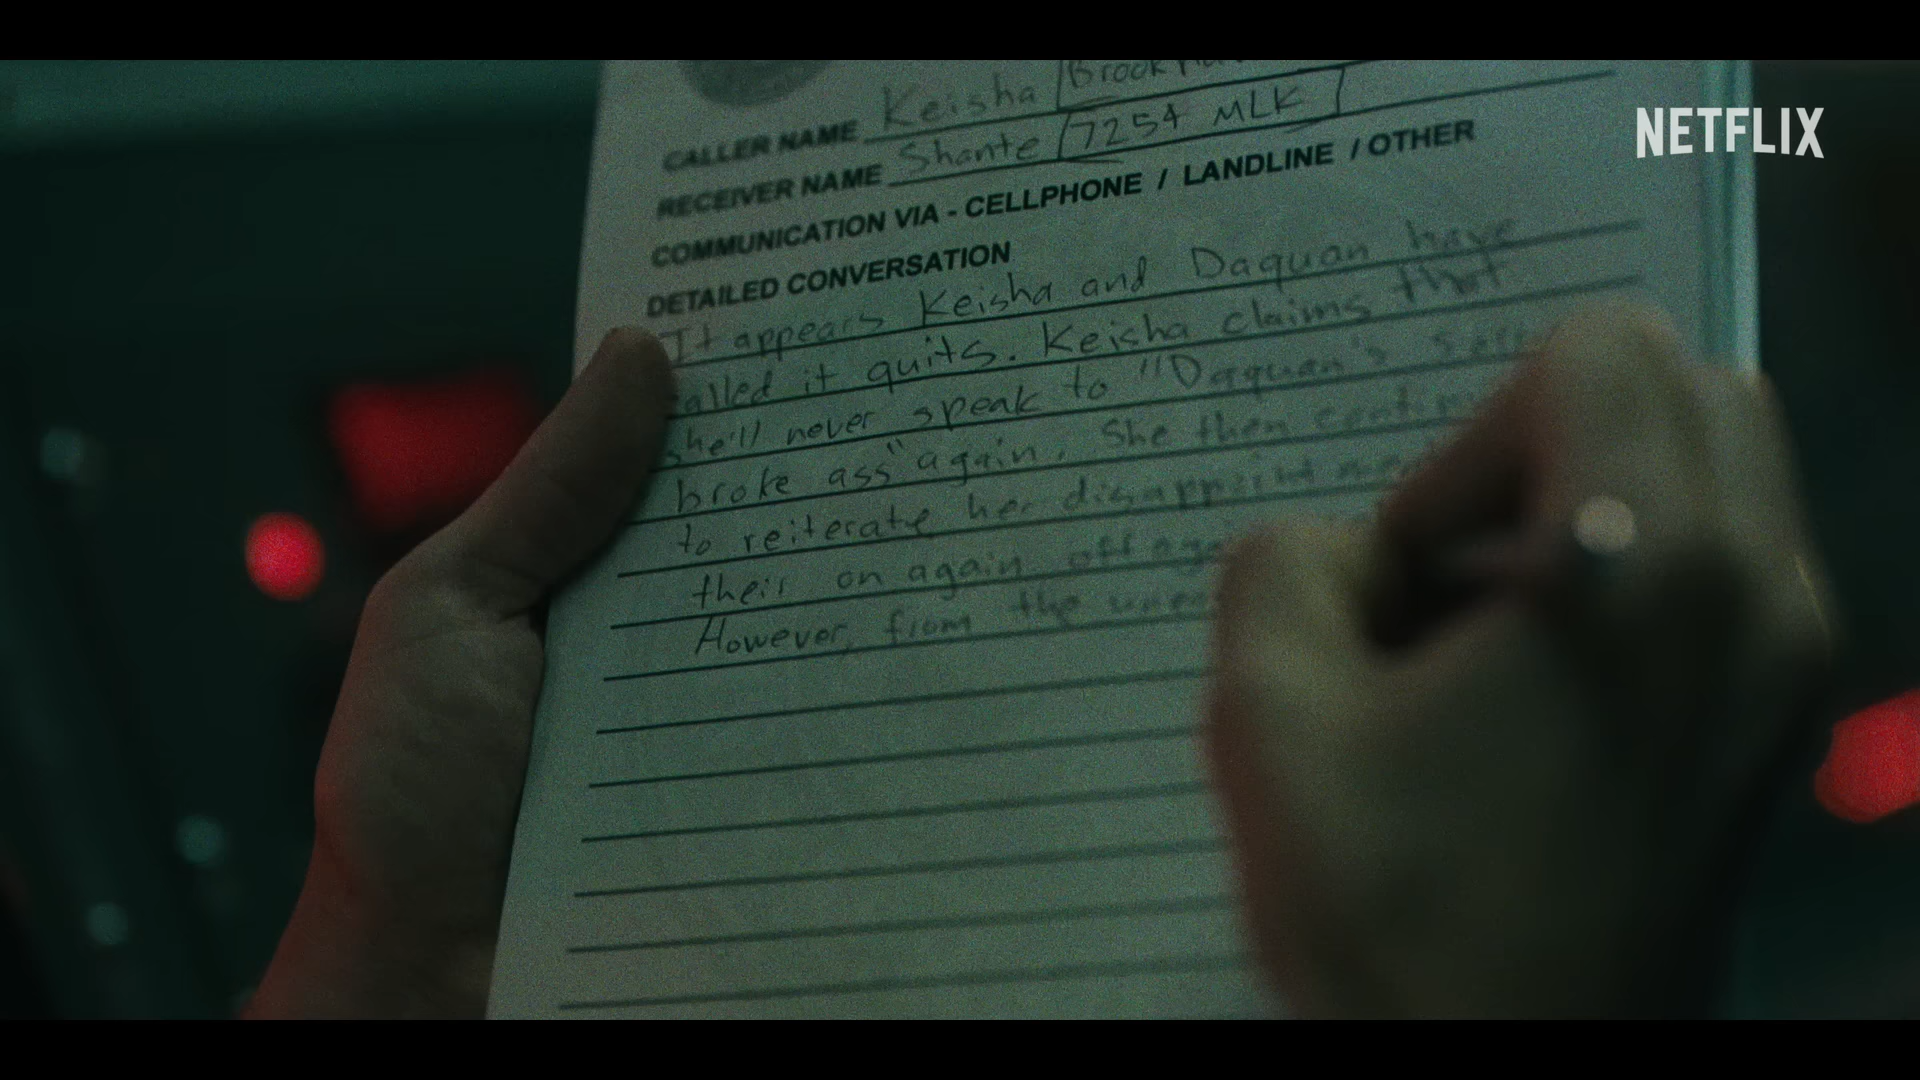 NETFLIX
CALLER NAME Keisha
RECEIVER NAME Shante 7254 MLK
COMMUNICATION VIA - CELLPHONE / LANDLINE / OTHER
DETAILED CONVERSATION
It appears Keisha and Daquan have
called it quits. Keisha claims that
she'll never speak to "Daquan's
broke ass" again. She then
to reiterate her
their on again off
However, from the